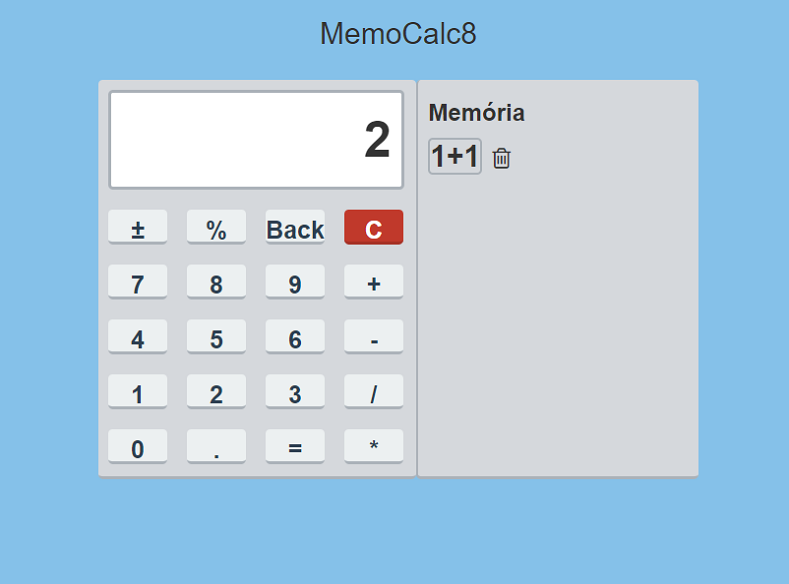 MemoCalc8
2
Memória
1+1
± % Back C
7 8 9 +
4 5 6 -
1 2 3 /
0 . = *